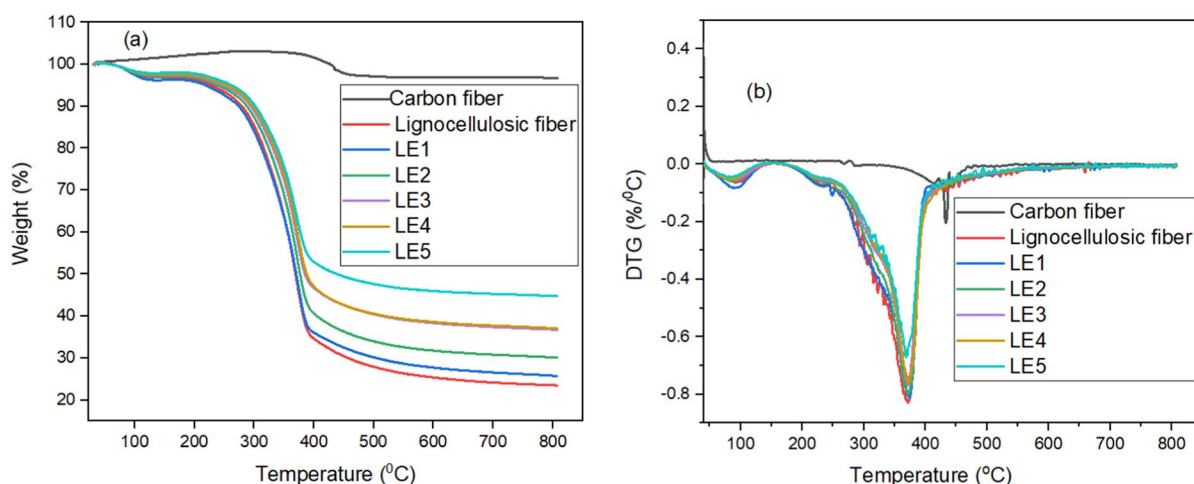 (a)
110
100
90
80
70
60
50
40
30
20
Weight (%)
Carbon fiber
Lignocellulosic fiber
LE1
LE2
LE3
LE4
LE5
100 200 300 400 500 600 700 800
Temperature (⁰C)
(b)
0.4
0.2
0.0
-0.2
-0.4
-0.6
-0.8
DTG (%/⁰C)
Carbon fiber
Lignocellulosic fiber
LE1
LE2
LE3
LE4
LE5
100 200 300 400 500 600 700 800
Temperature (ºC)